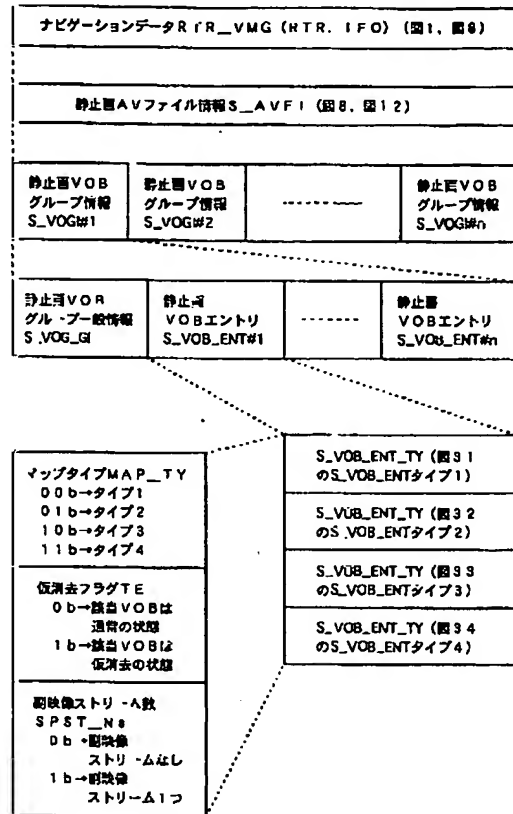 ナビゲーションデータRTR_VMG (RTR. IFO) (図1, 図8)
静止画AVファイル情報S_AVFI (図8, 図12)
静止画VOB
グループ情報
S_VOGI#1
静止画VOB
グループ情報
S_VOGI#2
静止画VOB
グループ情報
S_VOGI#n
静止画VOB
グループ一般情報
S_VOG_GI
静止画
VOBエントリ
S_VOB_ENT#1
静止画
VOBエントリ
S_VOB_ENT#n
マップタイプMAP_TY
00b→タイプ1
01b→タイプ2
10b→タイプ3
11b→タイプ4
仮消去フラグTE
0b→該当VOBは
通常の状態
1b→該当VOBは
仮消去の状態
副映像ストリーム数
SPST_Ns
0b→副映像
ストリームなし
1b→副映像
ストリーム1つ
S_VOB_ENT_TY (図31
のS_VOB_ENTタイプ1)
S_VOB_ENT_TY (図32
のS_VOB_ENTタイプ2)
S_VOB_ENT_TY (図33
のS_VOB_ENTタイプ3)
S_VOB_ENT_TY (図34
のS_VOB_ENTタイプ4)